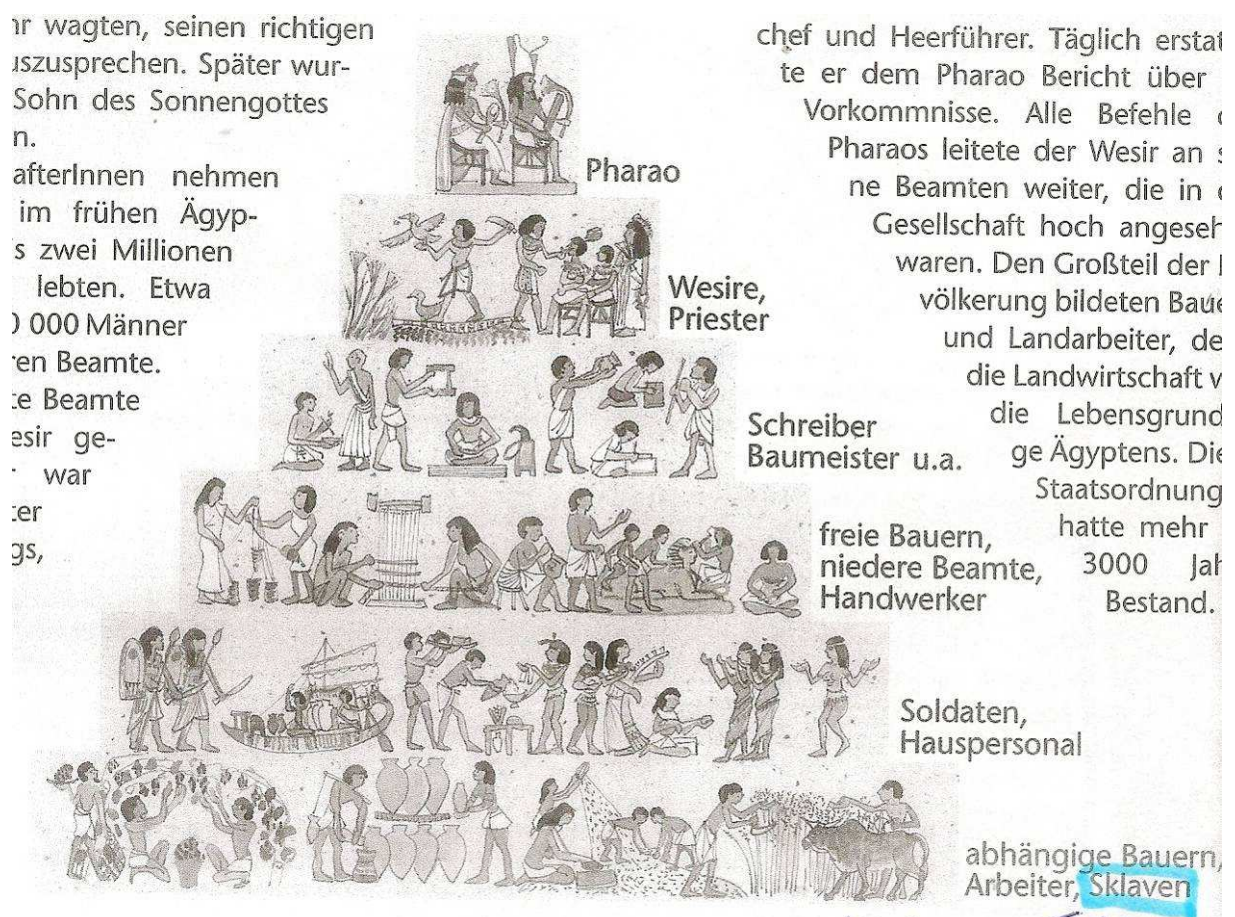 hr wagten, seinen richtigen
uszusprechen. Später wur-
Sohn des Sonnengottes
n.
afterInnen nehmen
im frühen Ägyp-
s zwei Millionen
lebten. Etwa
0 000 Männer
ren Beamte.
te Beamte
esir ge-
r war
ter
gs,
Pharao
Wesire,
Priester
Schreiber
Baumeister u.a.
freie Bauern,
niedere Beamte,
Handwerker
Soldaten,
Hauspersonal
abhängige Bauern,
Arbeiter, Sklaven
chef und Heerführer. Täglich erstat
te er dem Pharao Bericht über
Vorkommnisse. Alle Befehle
Pharaos leitete der Wesir an s
ne Beamten weiter, die in
Gesellschaft hoch angeseh
waren. Den Großteil der
völkerung bildeten Baue
und Landarbeiter, de
die Landwirtschaft
die Lebensgrund
ge Ägyptens. Die
Staatsordnung
hatte mehr
3000 Jah
Bestand.